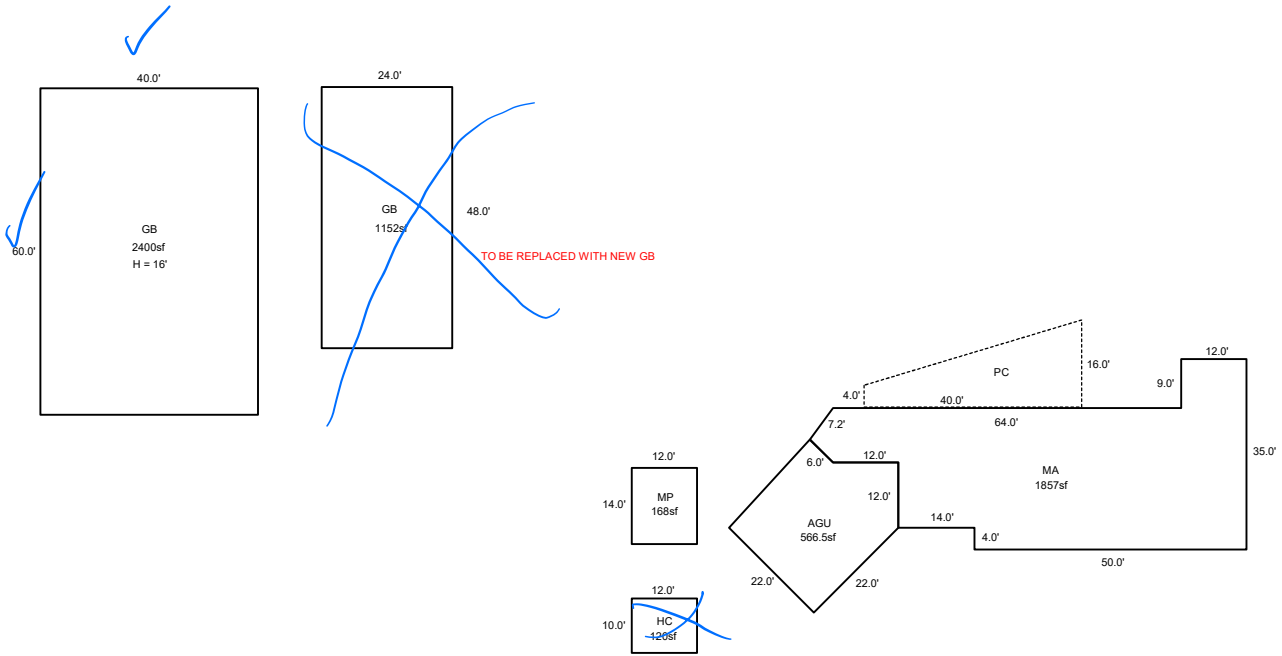 40.0'
60.0'
GB
2400sf
H = 16'
24.0'
GB
1152sf
48.0'
TO BE REPLACED WITH NEW GB
12.0'
14.0'
MP
168sf
12.0'
10.0'
HC
120sf
PC
16.0'
4.0'
40.0'
12.0'
9.0'
7.2'
64.0'
35.0'
MA
1857sf
6.0'
12.0'
12.0'
AGU
566.5sf
14.0'
4.0'
50.0'
22.0'
22.0'